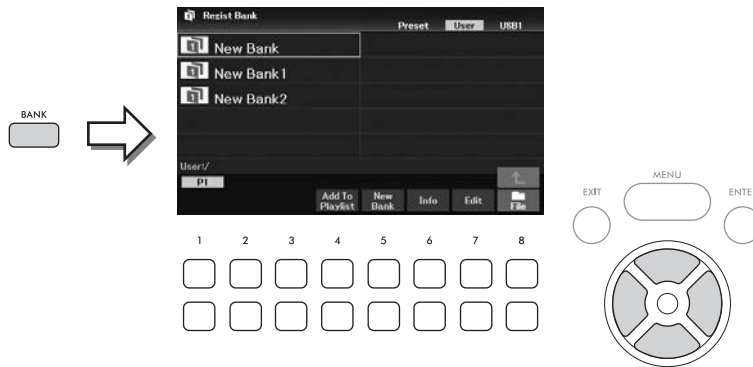 Regist Bank
Preset User USB1
New Bank
New Bank1
New Bank2
BANK
User:/
P1
Add To Playlist
New Bank
Info
Edit
File
EXIT
MENU
ENTE
1 2 3 4 5 6 7 8